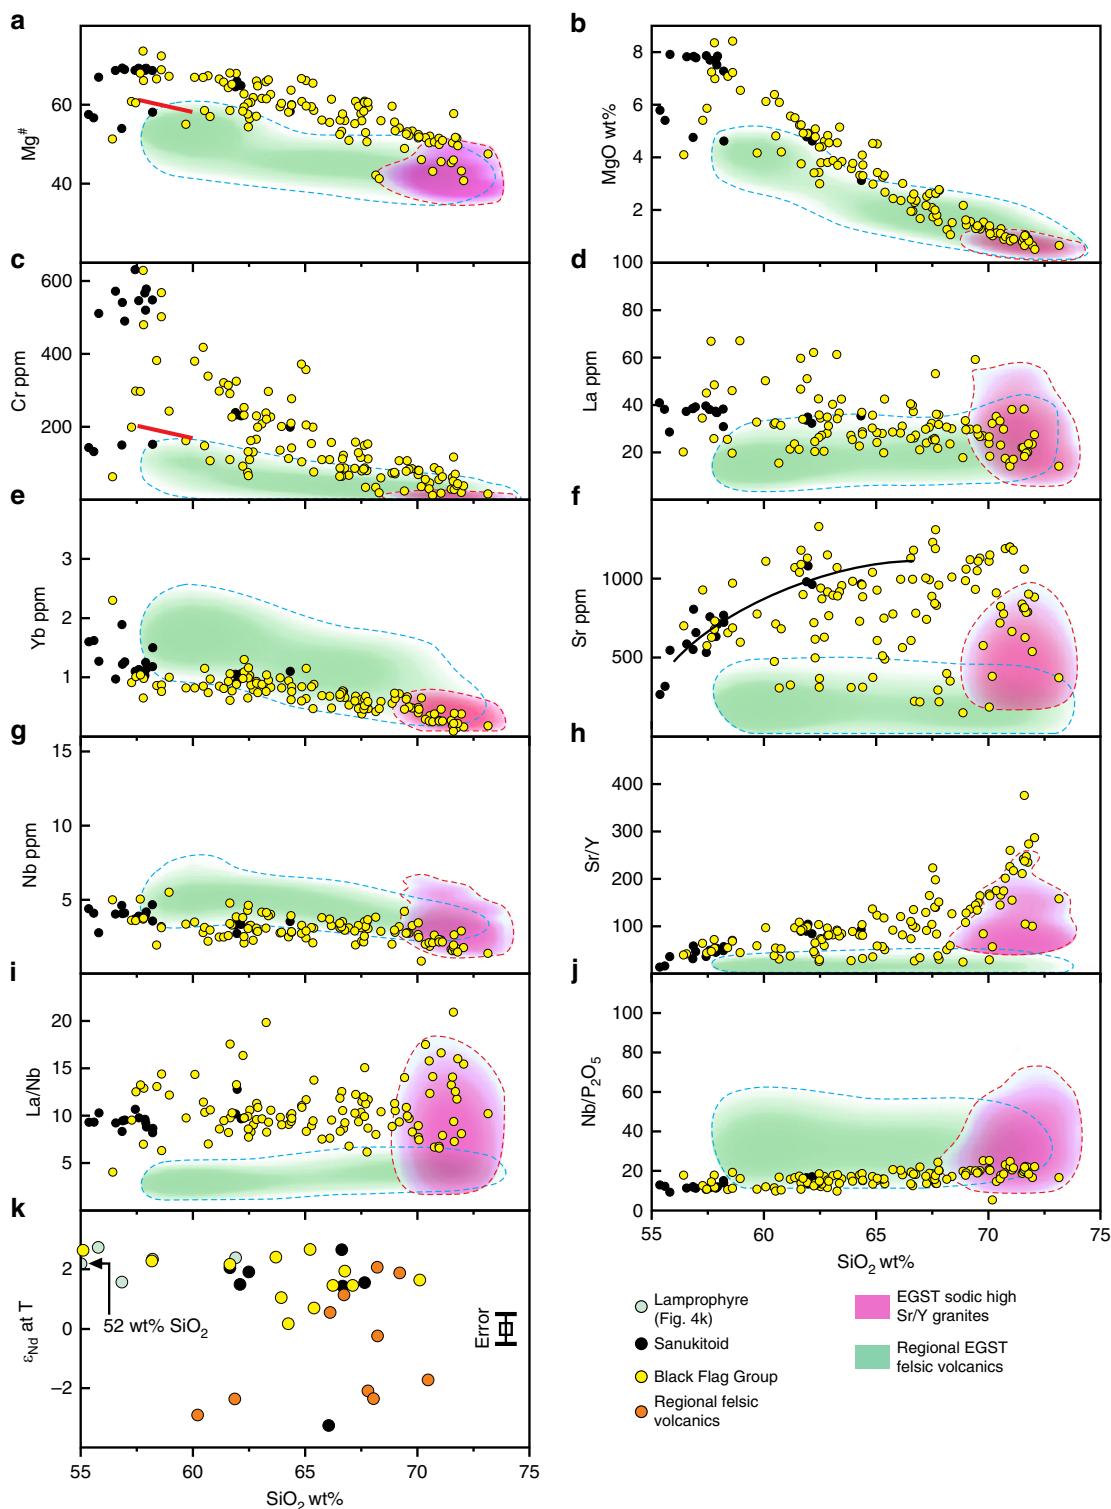 a
60
40
Mg#
b
8
6
4
2
MgO wt%
c
600
400
200
Cr ppm
d
100
80
60
40
20
La ppm
e
3
2
1
Yb ppm
f
1000
500
Sr ppm
g
15
10
5
Nb ppm
h
400
300
200
100
Sr/Y
i
20
15
10
5
La/Nb
j
100
80
60
40
20
0
Nb/P2O5
55 60 65 70 75
SiO2 wt%
k
2
0
–2
εNd at T
52 wt% SiO2
Error
55 60 65 70 75
SiO2 wt%
Lamprophyre
(Fig. 4k)
Sanukitoid
Black Flag Group
Regional felsic
volcanics
EGST sodic high
Sr/Y granites
Regional EGST
felsic volcanics